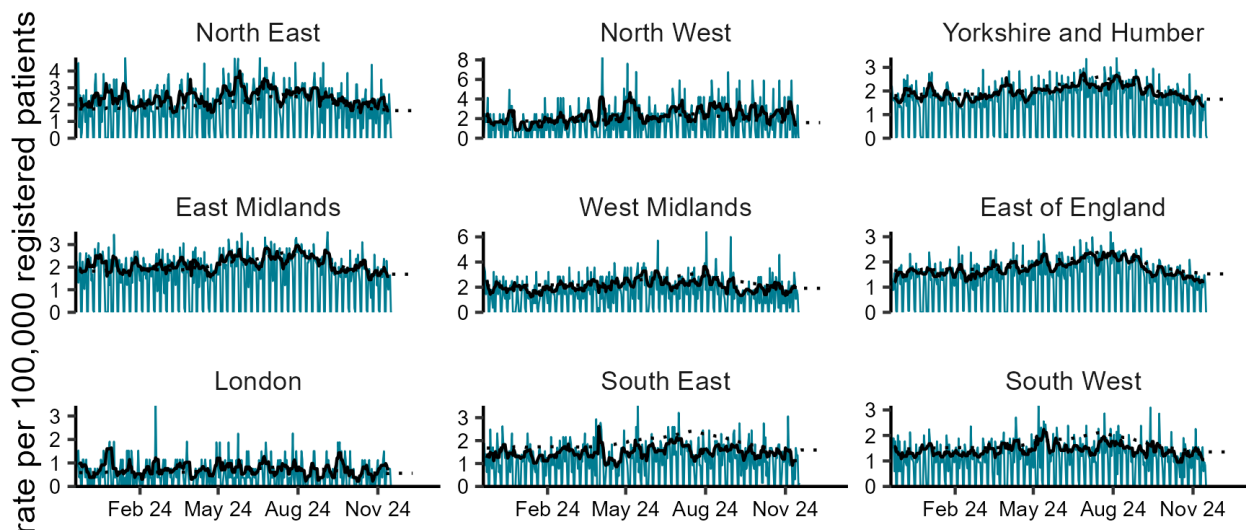 rate per 100,000 registered patients
North East
North West
Yorkshire and Humber
4
3
2
1
0
8
6
4
2
0
3
2
1
0
East Midlands
West Midlands
East of England
3
2
1
0
6
4
2
0
3
2
1
0
London
South East
South West
3
2
1
0
3
2
1
0
3
2
1
0
Feb 24 May 24 Aug 24 Nov 24
Feb 24 May 24 Aug 24 Nov 24
Feb 24 May 24 Aug 24 Nov 24